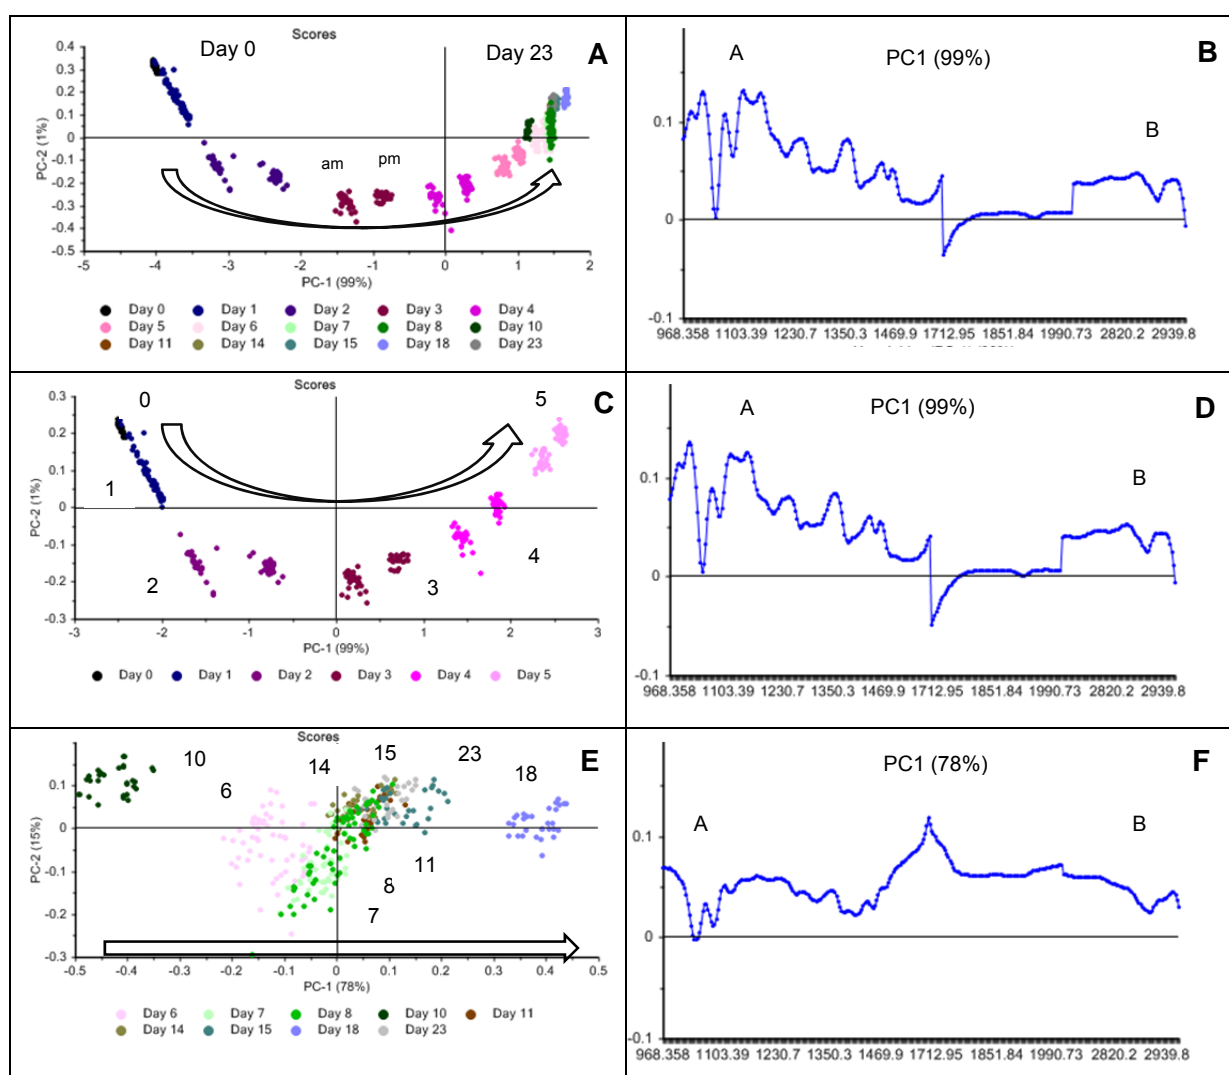 Scores
Day 0
Day 23
A
0.4
0.3
0.2
0.1
0
-0.1
-0.2
-0.3
-0.4
-0.5
PC-2 (1%)
am
pm
-5 -4 -3 -2 -1 0 1 2
PC-1 (99%)
Day 0 Day 1 Day 2 Day 3 Day 4
Day 5 Day 6 Day 7 Day 8 Day 10
Day 11 Day 14 Day 15 Day 18 Day 23
A
PC1 (99%)
B
B
0.1
0
-0.1
968.358 1103.39 1230.7 1350.3 1469.9 1712.95 1851.84 1990.73 2820.2 2939.8
Scores
0
5
C
0.3
0.2
0.1
0
-0.1
-0.2
-0.3
PC-2 (1%)
1
2
3
4
-3 -2 -1 0 1 2 3
PC-1 (99%)
Day 0 Day 1 Day 2 Day 3 Day 4 Day 5
A
PC1 (99%)
D
B
0.1
0
-0.1
968.358 1103.39 1230.7 1350.3 1469.9 1712.95 1851.84 1990.73 2820.2 2939.8
Scores
10
15
23
E
6
14
18
0.1
0
-0.1
-0.2
-0.3
PC-2 (15%)
11
8
7
-0.5 -0.4 -0.3 -0.2 -0.1 0 0.1 0.2 0.3 0.4 0.5
PC-1 (78%)
Day 6 Day 7 Day 8 Day 10 Day 11
Day 14 Day 15 Day 18 Day 23
PC1 (78%)
F
A
B
0.1
0
-0.1
968.358 1103.39 1230.7 1350.3 1469.9 1712.95 1851.84 1990.73 2820.2 2939.8